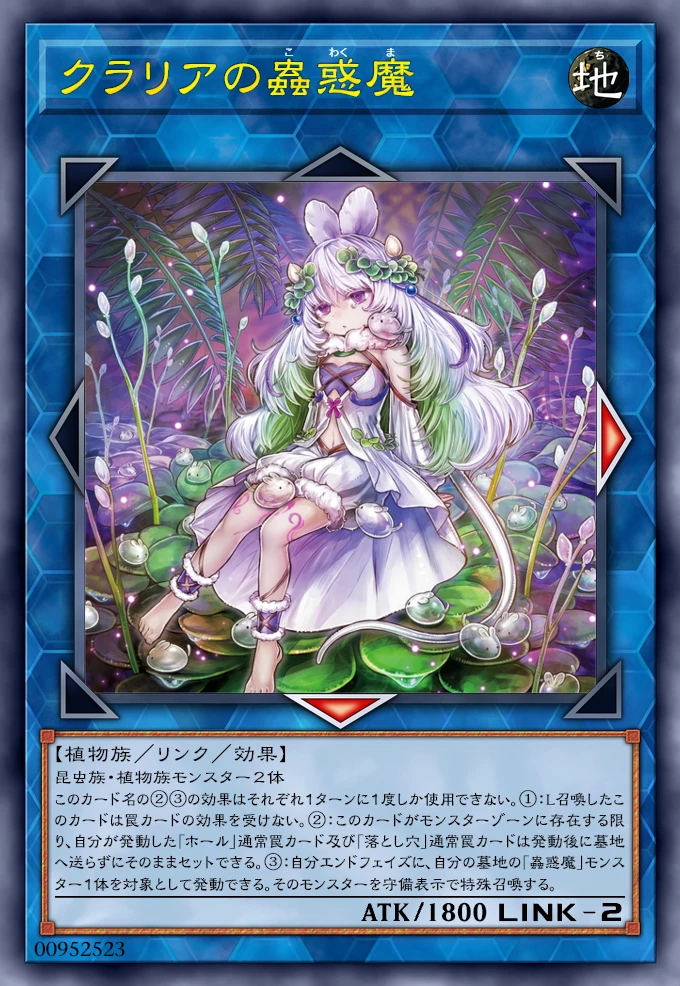 クラリアの蟲惑魔
こ わく ま
地
ち
【植物族／リンク／効果】
昆虫族・植物族モンスター２体
このカード名の②③の効果はそれぞれ１ターンに１度しか使用できない。①：Ｌ召喚したこ
のカードは罠カードの効果を受けない。②：このカードがモンスターゾーンに存在する限
り、自分が発動した「ホール」通常罠カード及び「落とし穴」通常罠カードは発動後に墓地
へ送らずにそのままセットできる。③：自分エンドフェイズに、自分の墓地の「蟲惑魔」モンス
ター１体を対象として発動できる。そのモンスターを守備表示で特殊召喚する。
ATK/1800 LINK-2
00952523